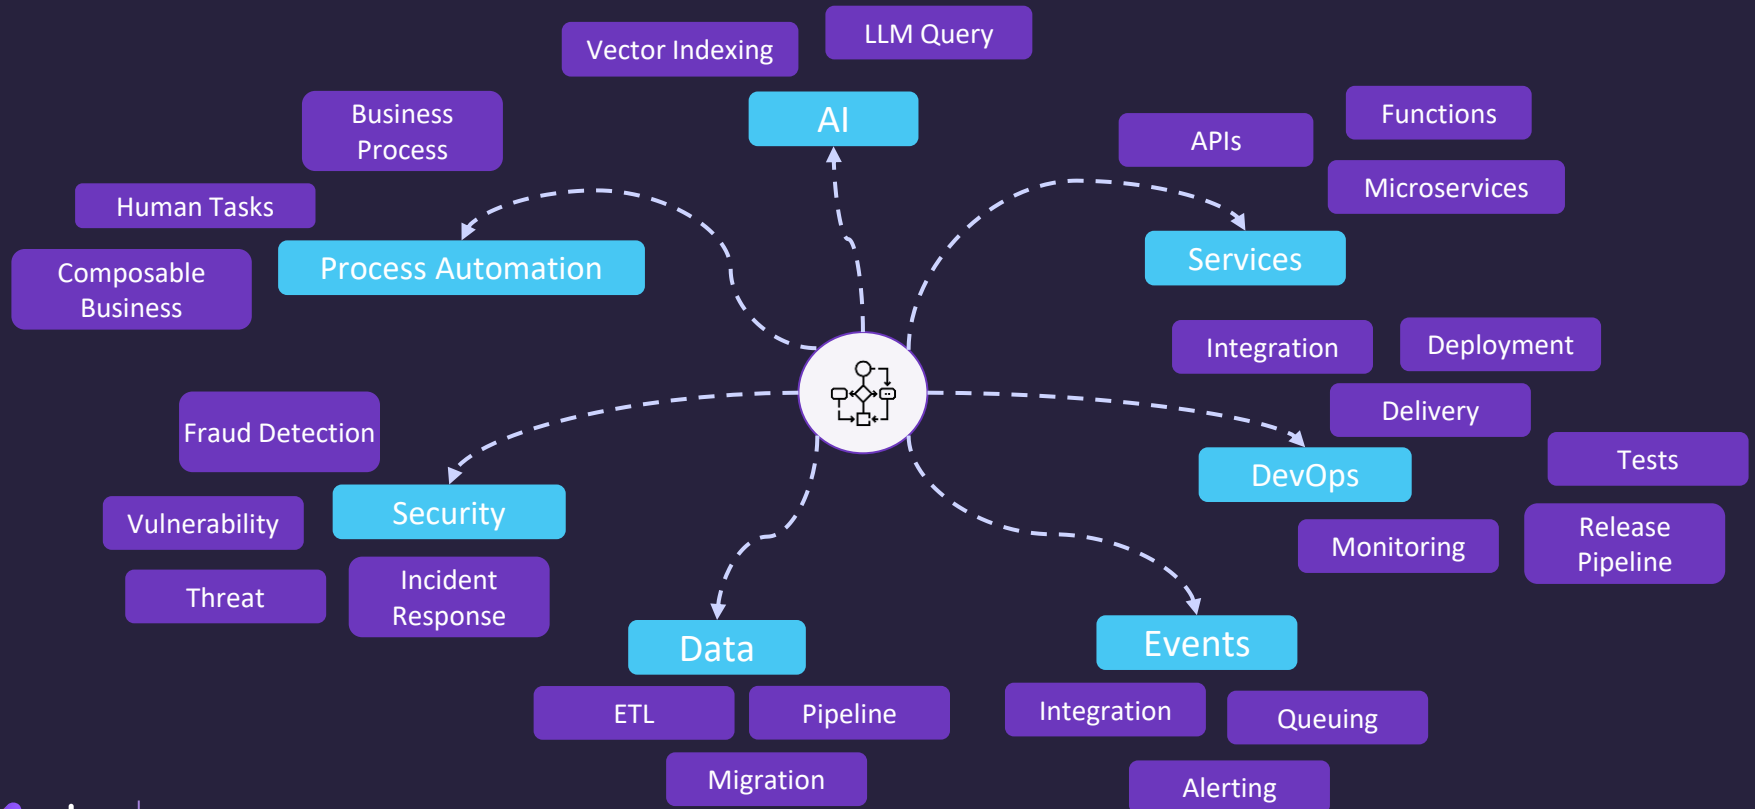 LLM Query
Vector Indexing
AI
Business
Process
Human Tasks
Composable
Business
Process Automation
APIs
Functions
Microservices
Services
Integration
Deployment
Delivery
DevOps
Tests
Monitoring
Release
Pipeline
Fraud Detection
Security
Vulnerability
Threat
Incident
Response
Data
ETL
Pipeline
Migration
Events
Integration
Queuing
Alerting